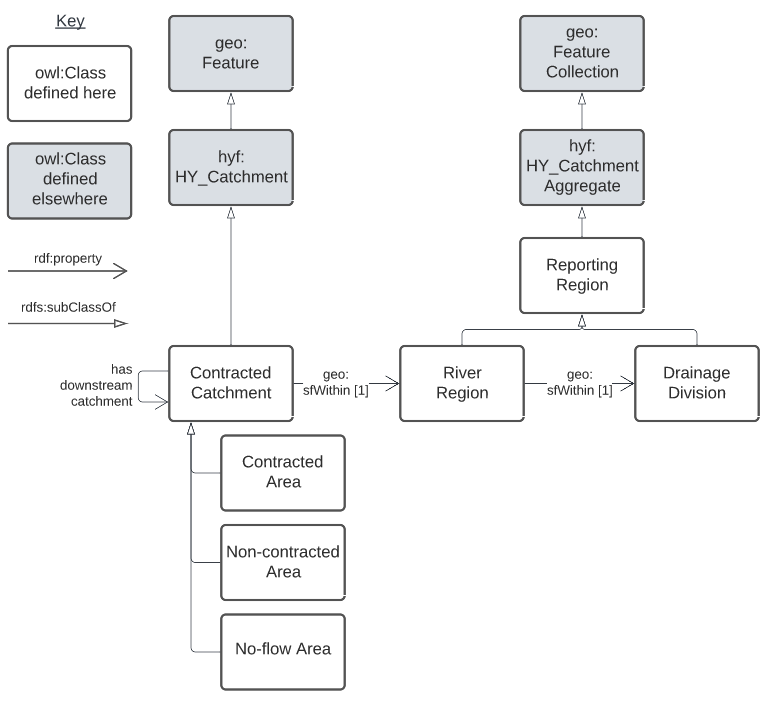 Key
owl:Class
defined here
owl:Class
defined
elsewhere
rdf:property
rdfs:subClassOf
geo:
Feature
hyf:
HY_Catchment
geo:
Feature
Collection
hyf:
HY_Catchment
Aggregate
Reporting
Region
has
downstream
catchment
Contracted
Catchment
geo:
sfWithin [1]
River
Region
geo:
sfWithin [1]
Drainage
Division
Contracted
Area
Non-contracted
Area
No-flow Area